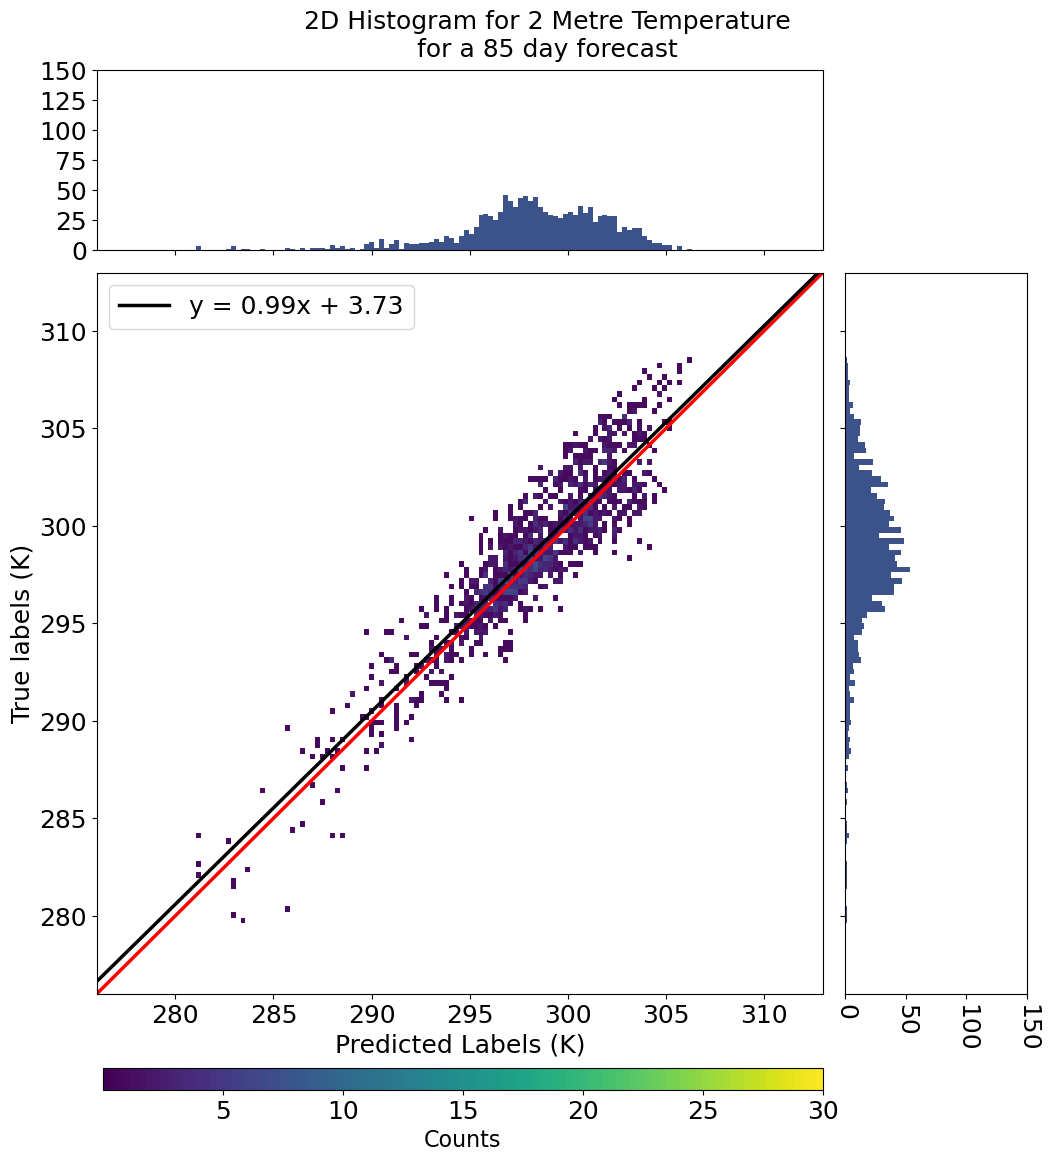 2D Histogram for 2 Metre Temperature
for a 85 day forecast
150
125
100
75
50
25
0
y = 0.99x + 3.73
310
305
300
295
290
285
280
True labels (K)
280 285 290 295 300 305 310
Predicted Labels (K)
0 50 100 150
5 10 15 20 25 30
Counts